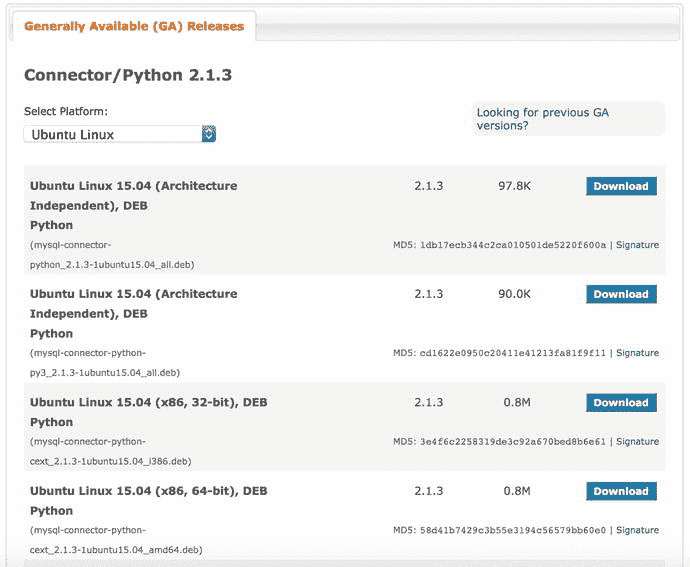 Generally Available (GA) Releases
Connector/Python 2.1.3
Select Platform:
Looking for previous GA
versions?
Ubuntu Linux
Ubuntu Linux 15.04 (Architecture 2.1.3 97.8K Download
Independent), DEB
Python
(mysql-connector- MD5: 1db17ecb344c2ca010501de5220f600a | Signature
python_2.1.3-1ubuntu15.04_all.deb)
Ubuntu Linux 15.04 (Architecture 2.1.3 90.0K Download
Independent), DEB
Python
(mysql-connector-python- MD5: cd1622e0950c20411e41213fa81f9f11 | Signature
py3_2.1.3-1ubuntu15.04_all.deb)
Ubuntu Linux 15.04 (x86, 32-bit), DEB 2.1.3 0.8M Download
Python
(mysql-connector-python- MD5: 3e4f6c2258319de3c92a670bed8b6e61 | Signature
cext_2.1.3-1ubuntu15.04_i386.deb)
Ubuntu Linux 15.04 (x86, 64-bit), DEB 2.1.3 0.8M Download
Python
(mysql-connector-python- MD5: 58d41b7429c3b55e3194c56579bb60e0 | Signature
cext_2.1.3-1ubuntu15.04_amd64.deb)